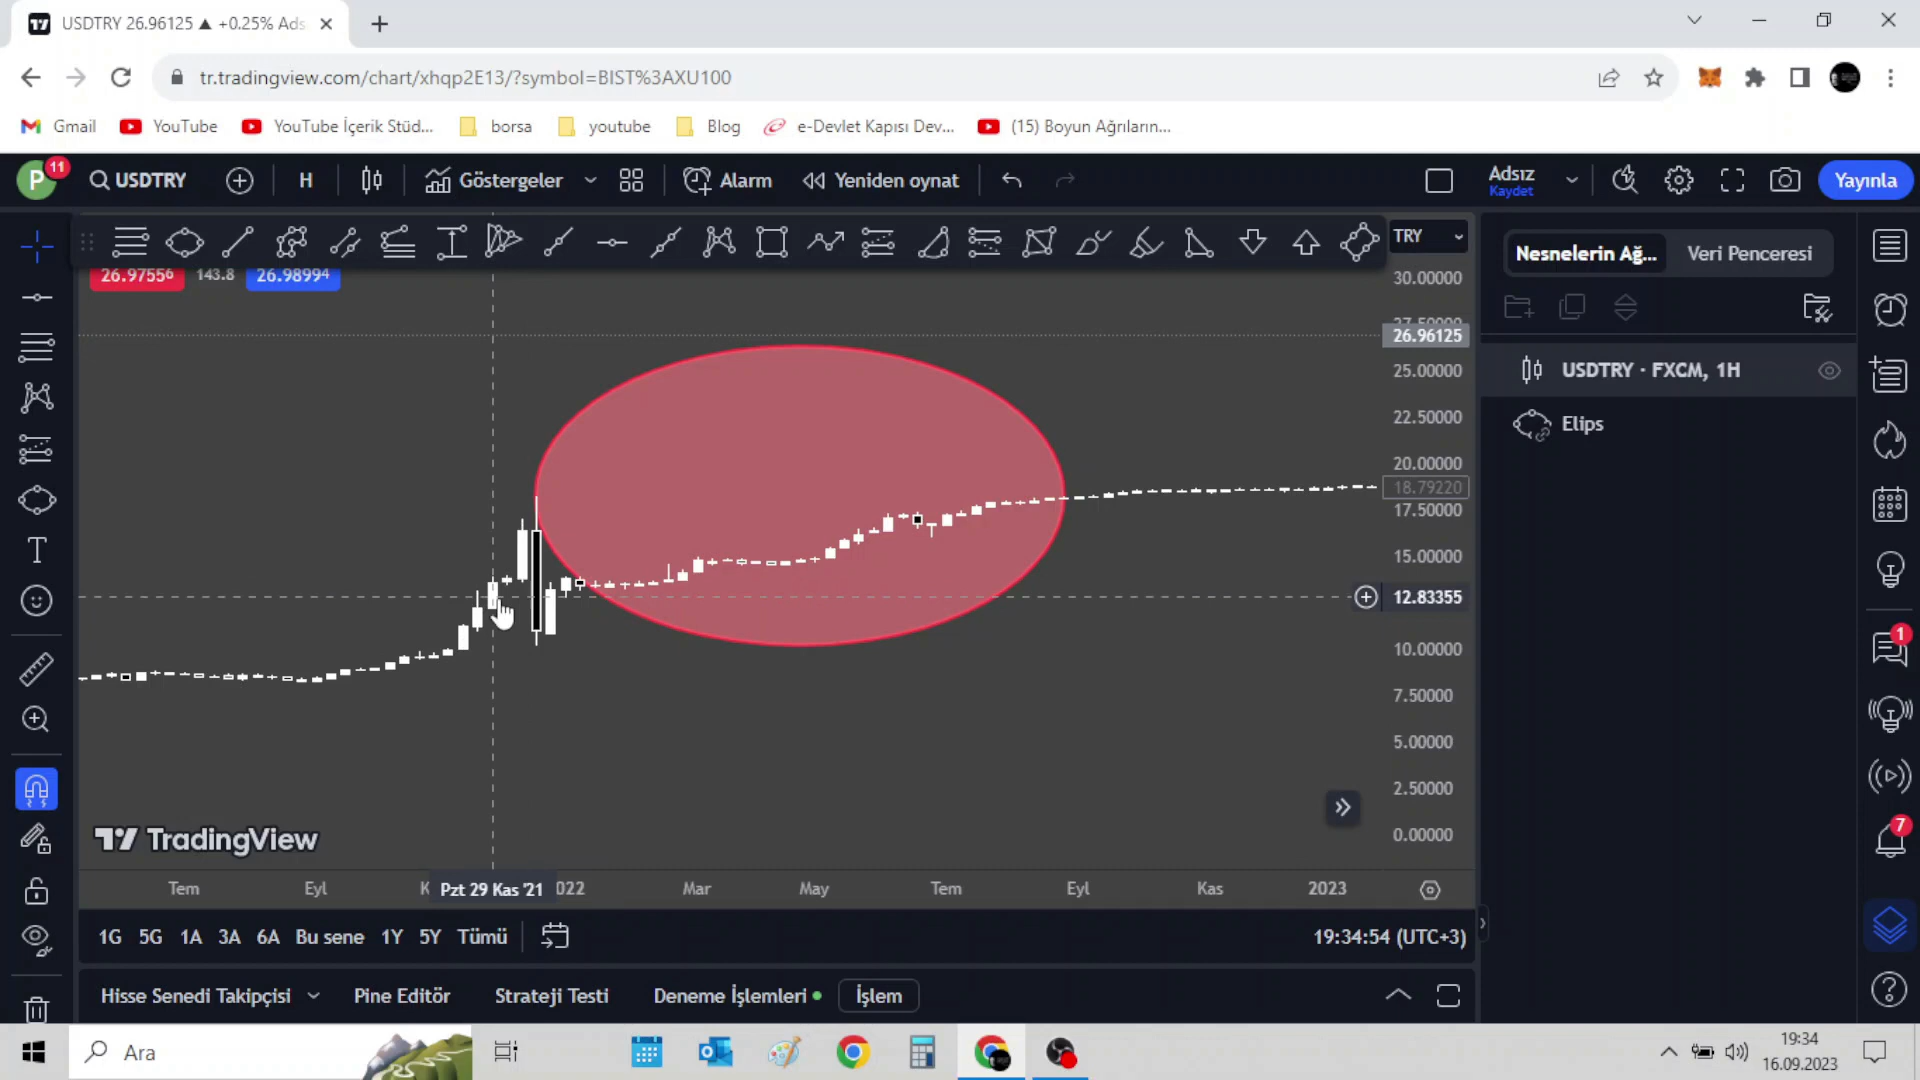 USDTRY 26.96125 ▲ +0.25% Ads
tr.tradingview.com/chart/xhqp2E13/?symbol=BIST%3AXU100
Gmail YouTube YouTube İçerik Stüd... borsa youtube Blog e-Devlet Kapısı Dev... (15) Boyun Ağrıların...
P 11 USDTRY H Göstergeler Alarm Yeniden oynat Adsız Kaydet Yayınla
TRY
26.97556 143.8 26.98994
30.00000
26.96125
25.00000
22.50000
20.00000
18.79220
17.50000
15.00000
12.83355
10.00000
7.50000
5.00000
2.50000
0.00000
Nesnelerin Ağ... Veri Penceresi
USDTRY · FXCM, 1H
Elips
1
7
TradingView
Tem Eyl K Pzt 29 Kas '21 022 Mar May Tem Eyl Kas 2023
1G 5G 1A 3A 6A Bu sene 1Y 5Y Tümü 19:34:54 (UTC+3)
Hisse Senedi Takipçisi Pine Editör Strateji Testi Deneme İşlemleri İşlem
Ara
19:34
16.09.2023